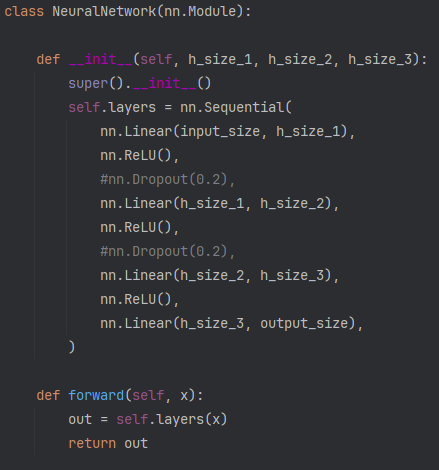 class NeuralNetwork(nn.Module):
def __init__(self, h_size_1, h_size_2, h_size_3):
super().__init__()
self.layers = nn.Sequential(
nn.Linear(input_size, h_size_1),
nn.ReLU(),
#nn.Dropout(0.2),
nn.Linear(h_size_1, h_size_2),
nn.ReLU(),
#nn.Dropout(0.2),
nn.Linear(h_size_2, h_size_3),
nn.ReLU(),
nn.Linear(h_size_3, output_size),
)
def forward(self, x):
out = self.layers(x)
return out